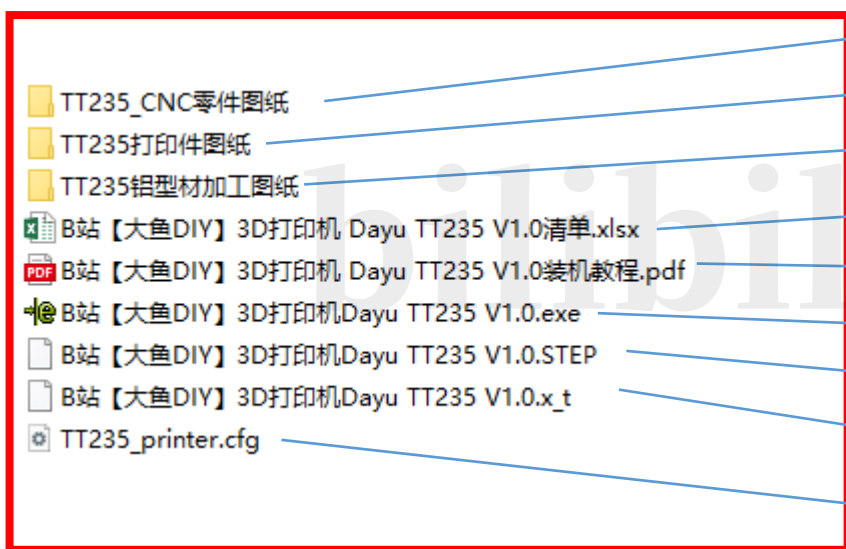 TT235_CNC零件图纸
TT235打印件图纸
TT235铝型材加工图纸
B站【大鱼DIY】3D打印机 Dayu TT235 V1.0清单.xlsx
PDF B站【大鱼DIY】3D打印机 Dayu TT235 V1.0装机教程.pdf
B站【大鱼DIY】3D打印机Dayu TT235 V1.0.exe
B站【大鱼DIY】3D打印机Dayu TT235 V1.0.STEP
B站【大鱼DIY】3D打印机Dayu TT235 V1.0.x_t
TT235_printer.cfg
bilibil